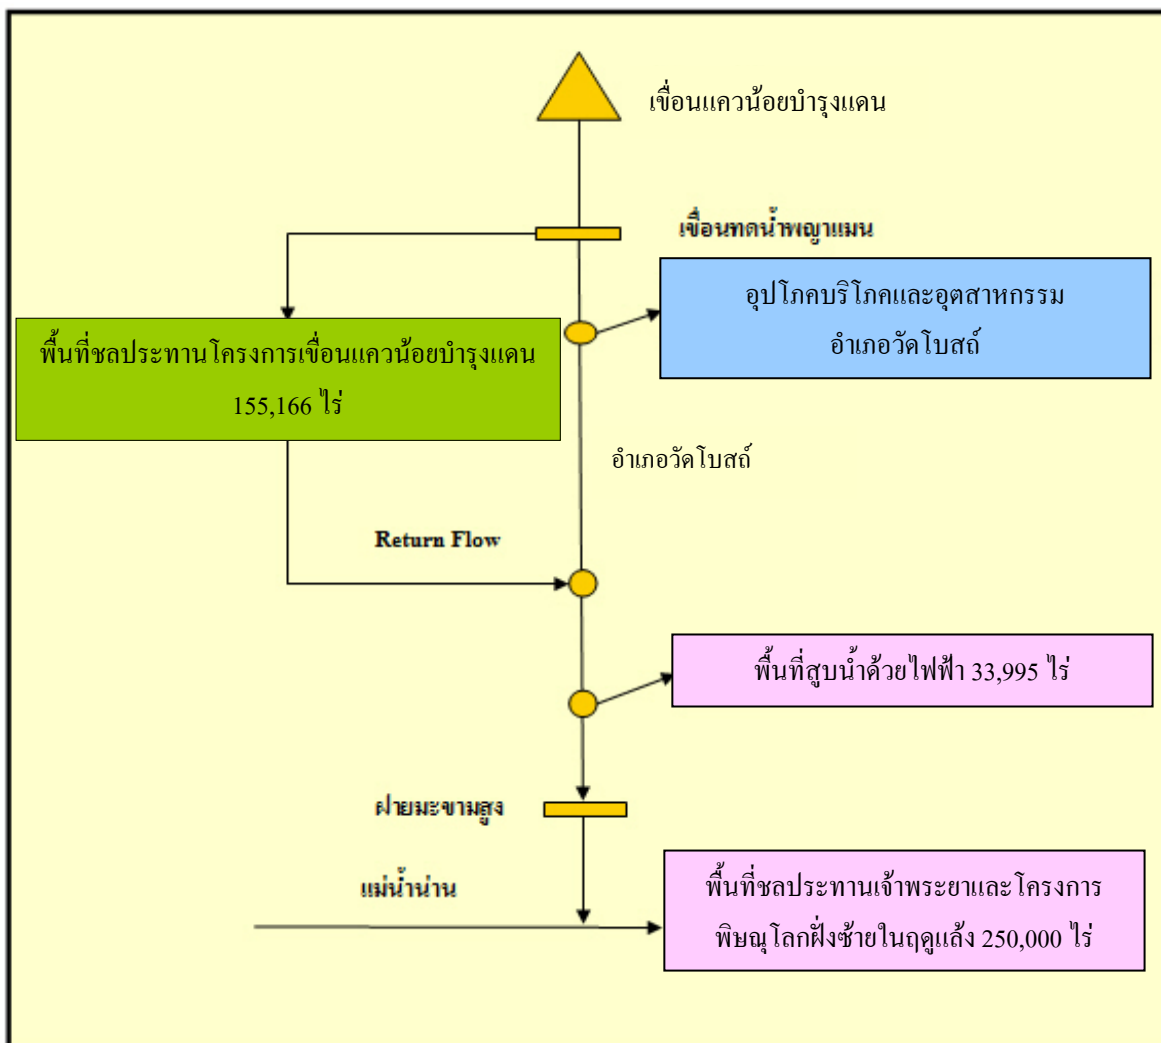 เขื่อนแควน้อยบำรุงแดน
เขื่อนทดน้ำพญาแมน
อุปโภคบริโภคและอุตสาหกรรม
อำเภอวัดโบสถ์
พื้นที่ชลประทานโครงการเขื่อนแควน้อยบำรุงแดน
155,166 ไร่
อำเภอวัดโบสถ์
Return Flow
พื้นที่สูบน้ำด้วยไฟฟ้า 33,995 ไร่
ฝายมะขามสูง
แม่น้ำน่าน
พื้นที่ชลประทานเจ้าพระยาและโครงการ
พิษณุโลกฝั่งซ้ายในฤดูแล้ง 250,000 ไร่